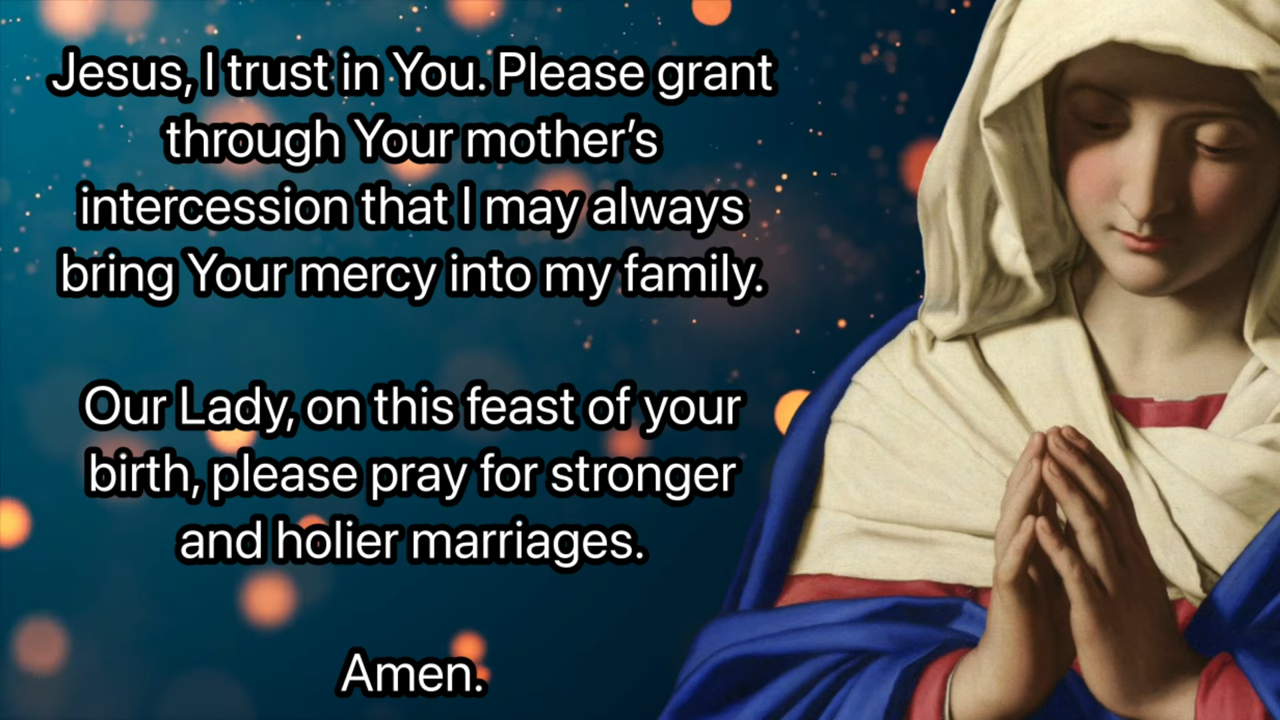 Jesus, I trust in You. Please grant
through Your mother’s
intercession that I may always
bring Your mercy into my family.
Our Lady, on this feast of your
birth, please pray for stronger
and holier marriages.
Amen.